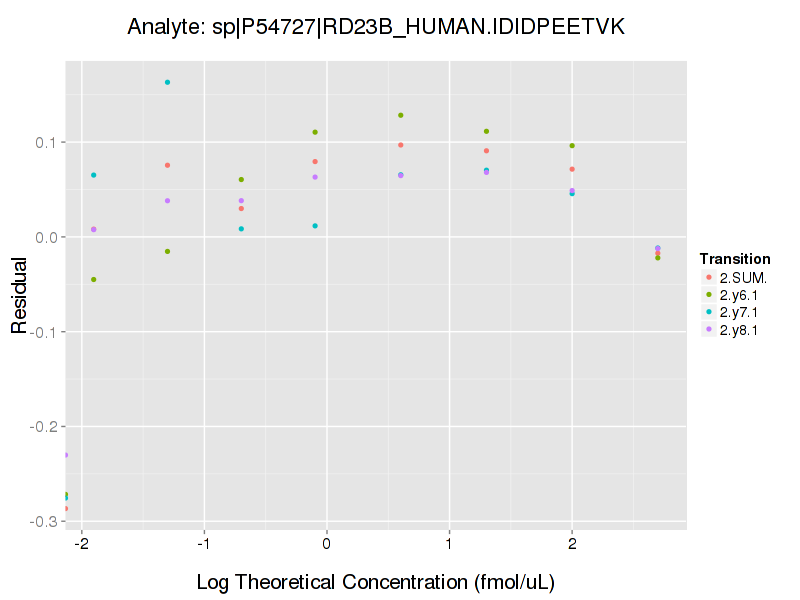 Analyte: sp|P54727|RD23B_HUMAN.IDIDPEETVK
Residual
0.1
0.0
-0.1
-0.2
-0.3
-2 -1 0 1 2
Log Theoretical Concentration (fmol/uL)
Transition
2.SUM.
2.y6.1
2.y7.1
2.y8.1